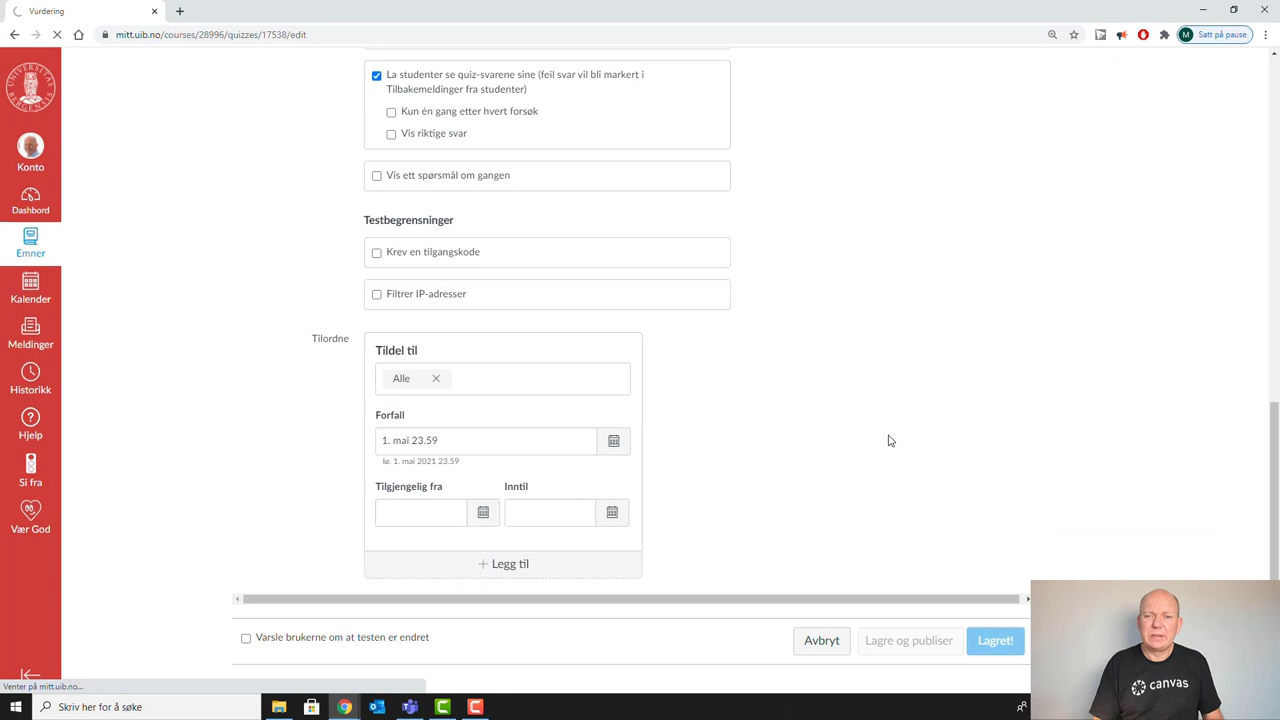 Vurdering
mitt.uib.no/courses/28996/quizzes/17538/edit
M Satt på pause
UNIVERSITAS BERGENSIS
Konto
Dashbord
Emner
Kalender
Meldinger
Historikk
Hjelp
Si fra
Vær God
La studenter se quiz-svarene sine (feil svar vil bli markert i
Tilbakemeldinger fra studenter)
Kun én gang etter hvert forsøk
Vis riktige svar
Vis ett spørsmål om gangen
Testbegrensninger
Krev en tilgangskode
Filtrer IP-adresser
Tilordne
Tildel til
Alle
Forfall
1. mai 23.59
lø. 1. mai 2021 23.59
Tilgjengelig fra Inntil
+ Legg til
Varsle brukerne om at testen er endret
Avbryt Lagre og publiser Lagret!
canvas
Venter på mitt.uib.no...
Skriv her for å søke